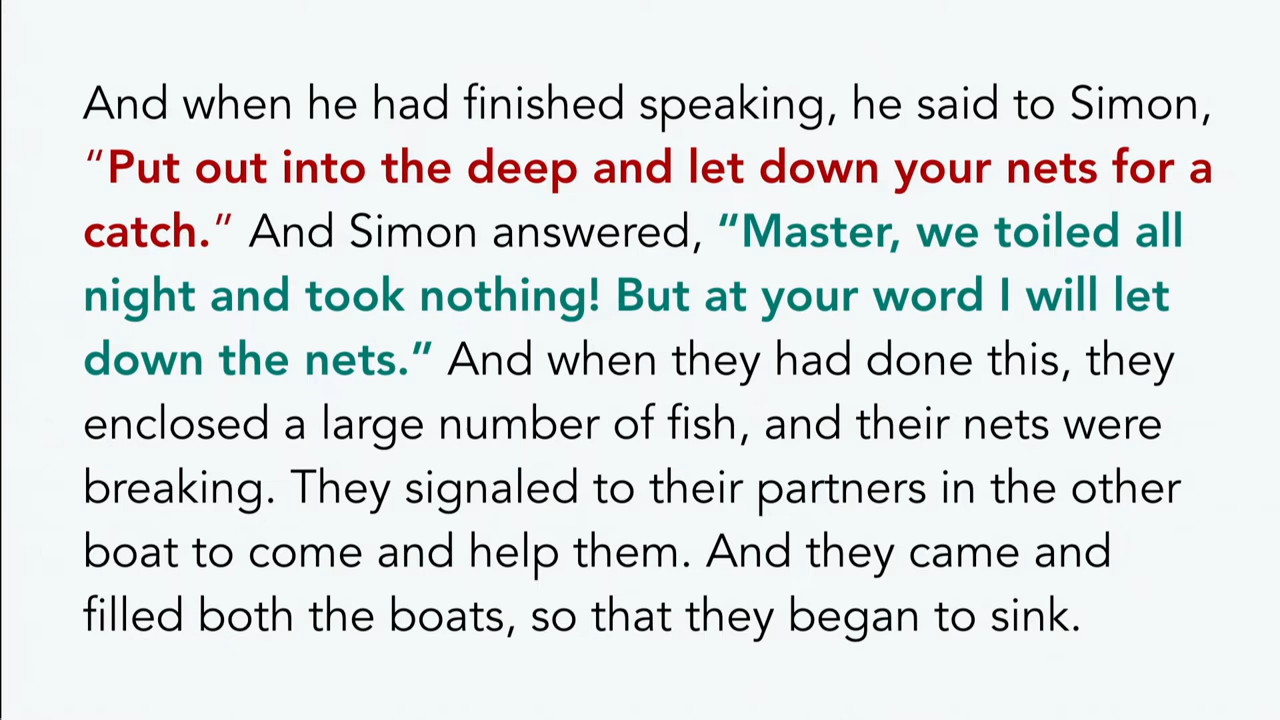 And when he had finished speaking, he said to Simon,
“Put out into the deep and let down your nets for a
catch.” And Simon answered, “Master, we toiled all
night and took nothing! But at your word I will let
down the nets.” And when they had done this, they
enclosed a large number of fish, and their nets were
breaking. They signaled to their partners in the other
boat to come and help them. And they came and
filled both the boats, so that they began to sink.